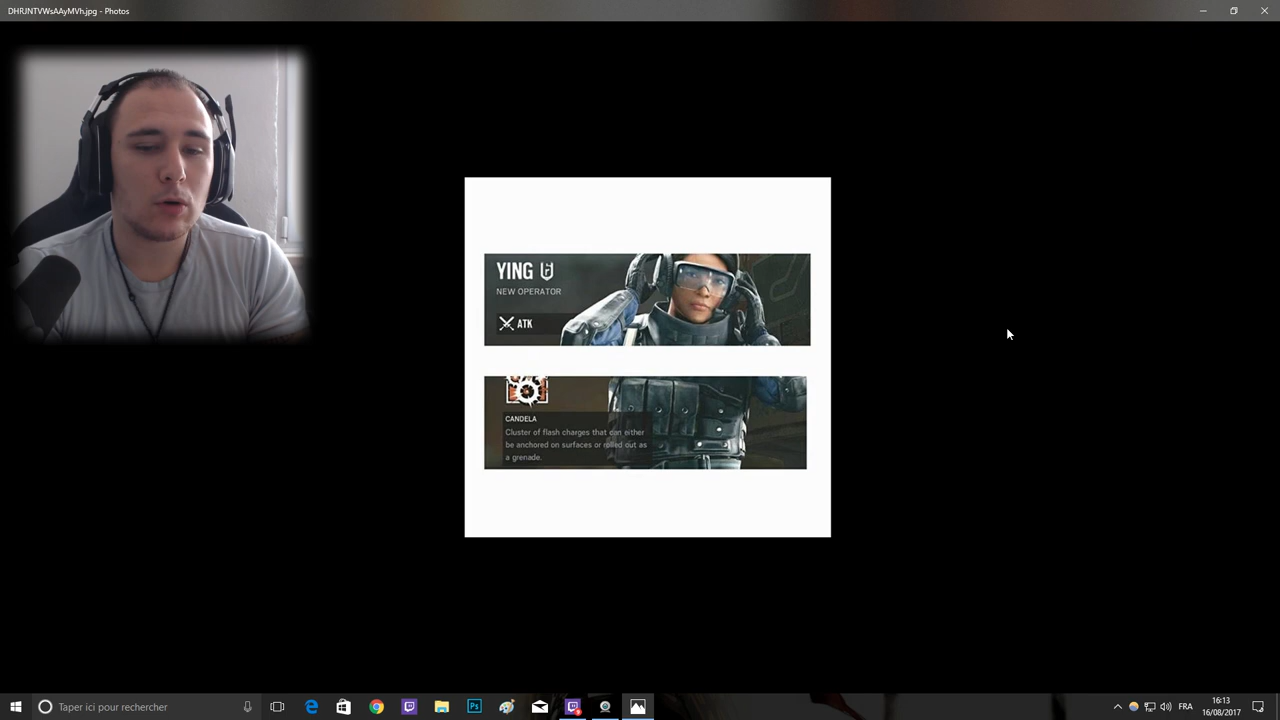 DHRJNTVWsAAyMVh.jpg - Photos
YING
NEW OPERATOR
ATK
CANDELA
Cluster of flash charges that can either
be anchored on surfaces or rolled out as
a grenade.
Taper ici pour rechercher
Ps
FRA
16:13
16/08/2017